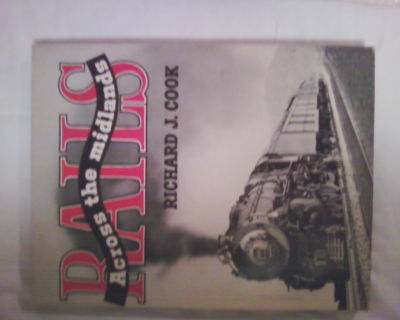 RAILS
Across the midlands
RICHARD J. COOK